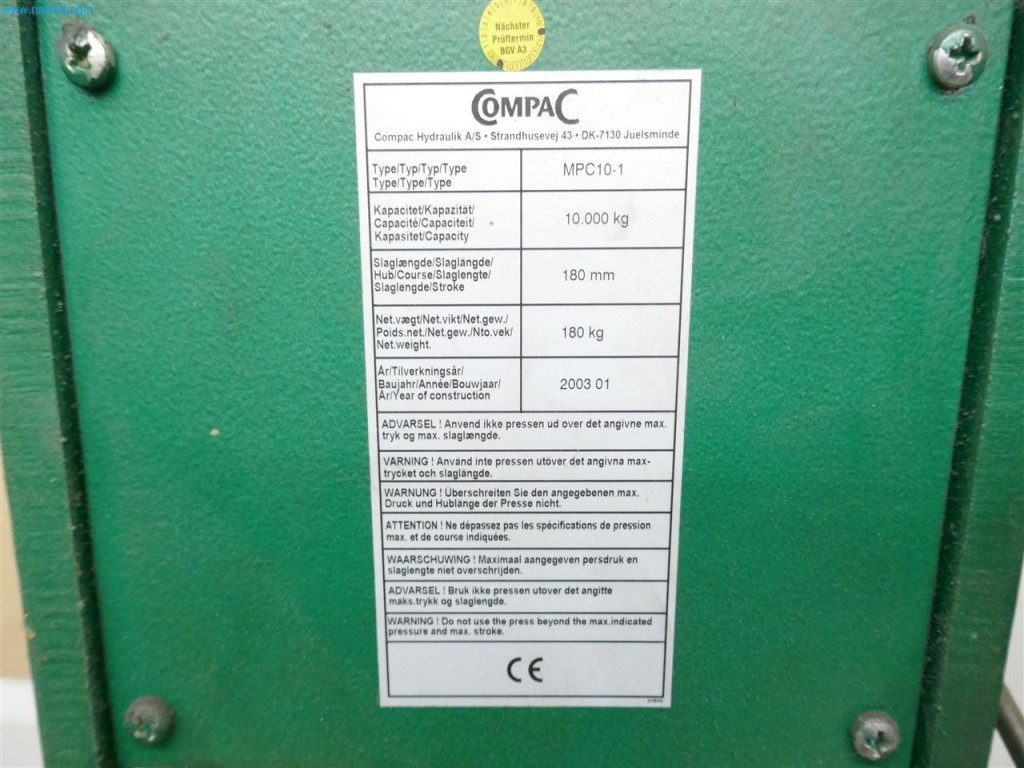 Nächster
Prüftermin
BGV A3
COMPAC
Compac Hydraulik A/S • Strandhusevej 43 • DK-7130 Juelsminde
Type/Typ/Typ/Type
Type/Type/Type
MPC10-1
Kapacitet/Kapazität/
Capacité/Capaciteit/
Kapasitet/Capacity
10.000 kg
Slaglængde/Slaglängde/
Hub/Course/Slaglengte/
Slaglengde/Stroke
180 mm
Net.vægt/Net.vikt/Net.gew./
Poids.net./Net.gew./Nto.vek/
Net.weight.
180 kg
År/Tilverkningsår/
Baujahr/Année/Bouwjaar/
År/Year of construction
2003 01
ADVARSEL ! Anvend ikke pressen ud over det angivne max.
tryk og max. slaglængde.
VARNING ! Använd inte pressen utöver det angivna max-
trycket och slaglängde.
WARNUNG ! Überschreiten Sie den angegebenen max.
Druck und Hublänge der Presse nicht.
ATTENTION ! Ne dépassez pas les spécifications de pression
max. et de course indiquées.
WAARSCHUWING ! Maximaal aangegeven persdruk en
slaglengte niet overschrijden.
ADVARSEL ! Bruk ikke pressen utover det angitte
maks.trykk og slaglengde.
WARNING ! Do not use the press beyond the max.indicated
pressure and max. stroke.
CE